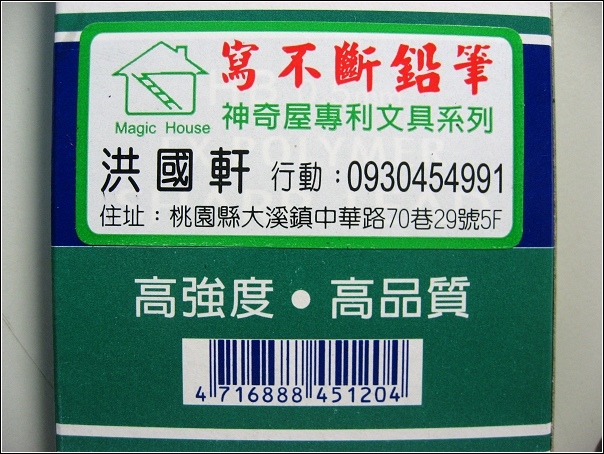 寫不斷鉛筆
Magic House
神奇屋專利文具系列
洪國軒 行動：0930454991
住址：桃園縣大溪鎮中華路70巷29號5F
高強度・高品質
4 716888 451204